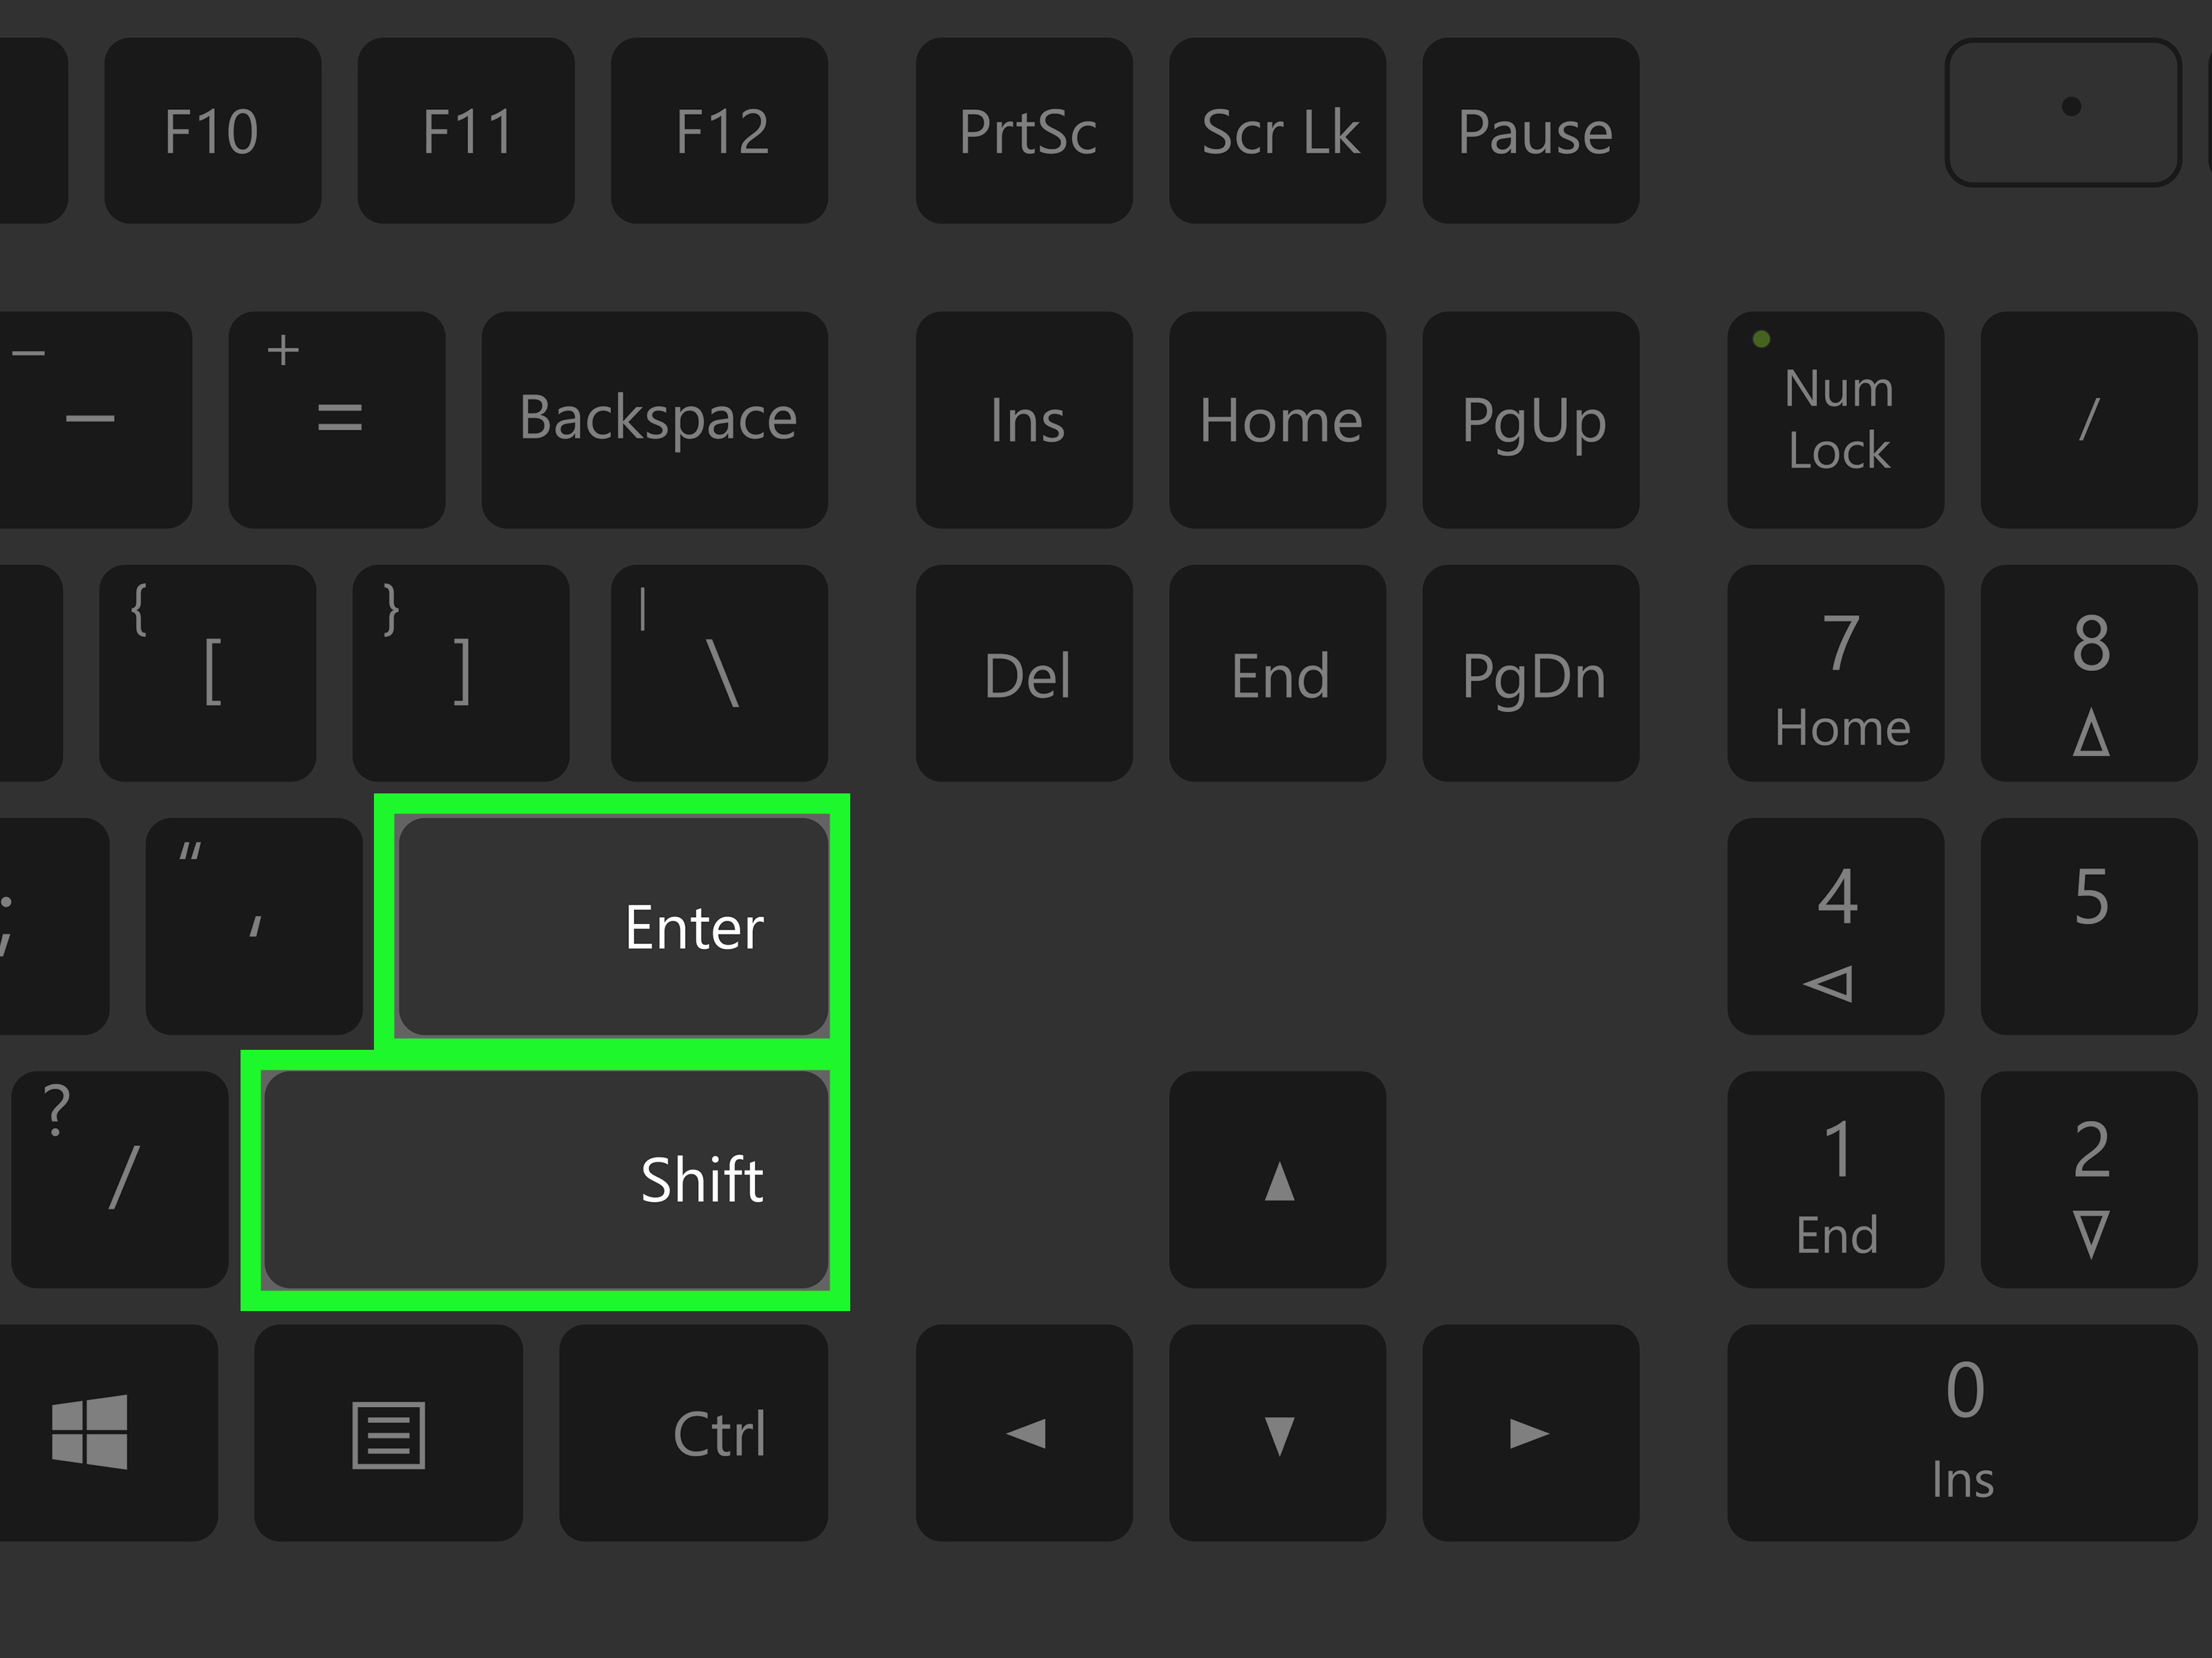 F10 F11 F12 PrtSc Scr Lk Pause
_ + 
− = Backspace Ins Home PgUp Num Lock /
{ } |
[ ] \ Del End PgDn 7 Home 8
" 
; ' Enter 4 5
?
/ Shift 1 End 2
Ctrl 0 Ins